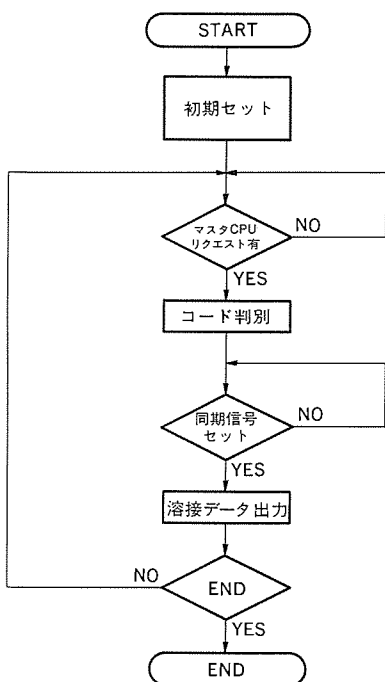 START
初期セット
マスタCPU
リクエスト有
NO
YES
コード判別
同期信号
セット
NO
YES
溶接データ出力
NO
END
YES
END